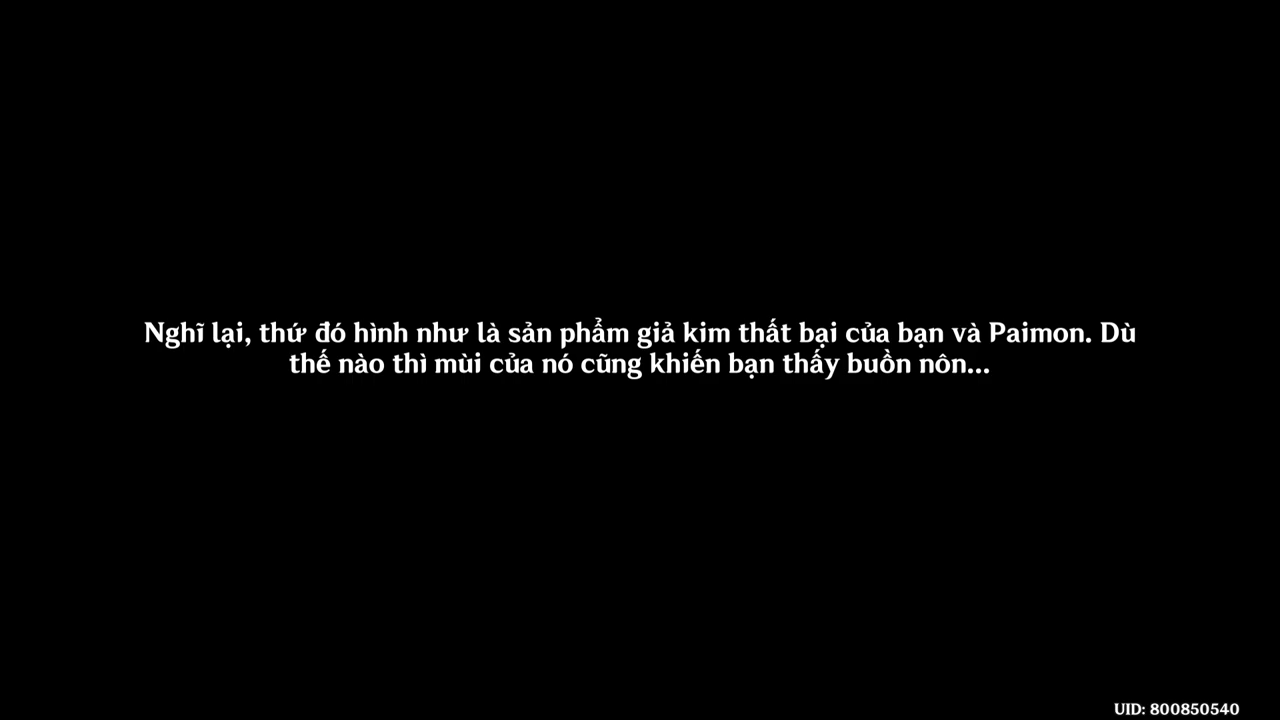 Nghĩ lại, thứ đó hình như là sản phẩm giả kim thất bại của bạn và Paimon. Dù
thế nào thì mùi của nó cũng khiến bạn thấy buồn nôn...
UID: 800850540